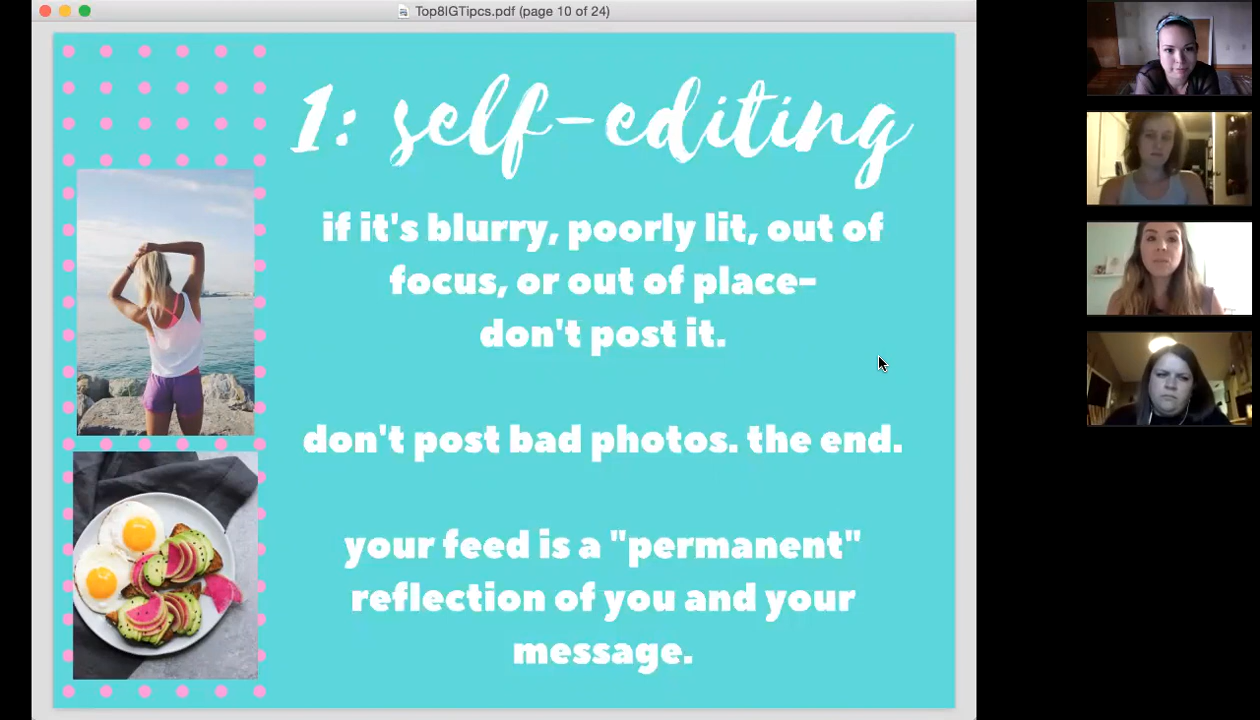 Top8IGTipcs.pdf (page 10 of 24)
1: self-editing
if it's blurry, poorly lit, out of
focus, or out of place-
don't post it.
don't post bad photos. the end.
your feed is a "permanent"
reflection of you and your
message.